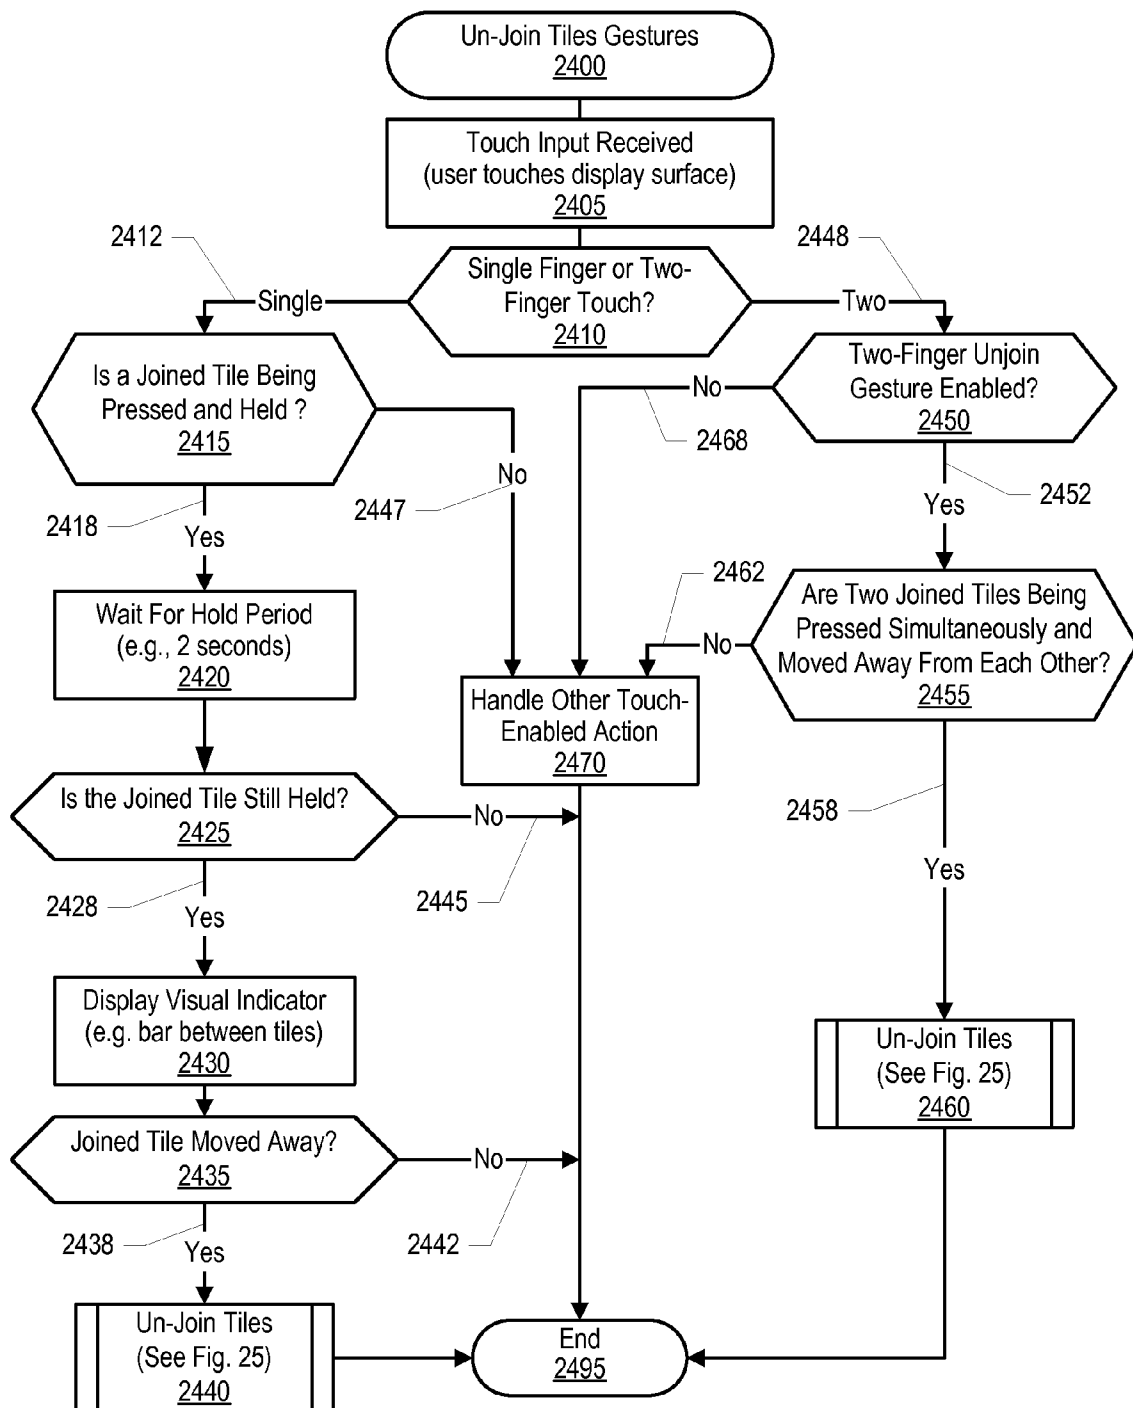 Un-Join Tiles Gestures
2400
Touch Input Received
(user touches display surface)
2405
2412
2448
Single Finger or Two-
Finger Touch?
2410
Single
Two
Is a Joined Tile Being
Pressed and Held ?
2415
Two-Finger Unjoin
Gesture Enabled?
2450
No
2468
No
2447
2418
Yes
2452
Yes
2462
Wait For Hold Period
(e.g., 2 seconds)
2420
Are Two Joined Tiles Being
Pressed Simultaneously and
Moved Away From Each Other?
2455
No
Handle Other Touch-
Enabled Action
2470
Is the Joined Tile Still Held?
2425
No
2445
2458
Yes
2428
Yes
Display Visual Indicator
(e.g. bar between tiles)
2430
Un-Join Tiles
(See Fig. 25)
2460
Joined Tile Moved Away?
2435
No
2442
2438
Yes
Un-Join Tiles
(See Fig. 25)
2440
End
2495